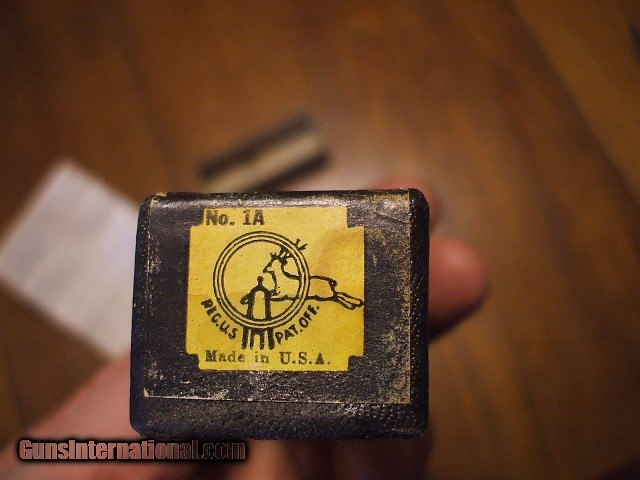 No. 1A
REG. U.S. PAT. OFF.
Made in U.S.A.
GunsInternational.com